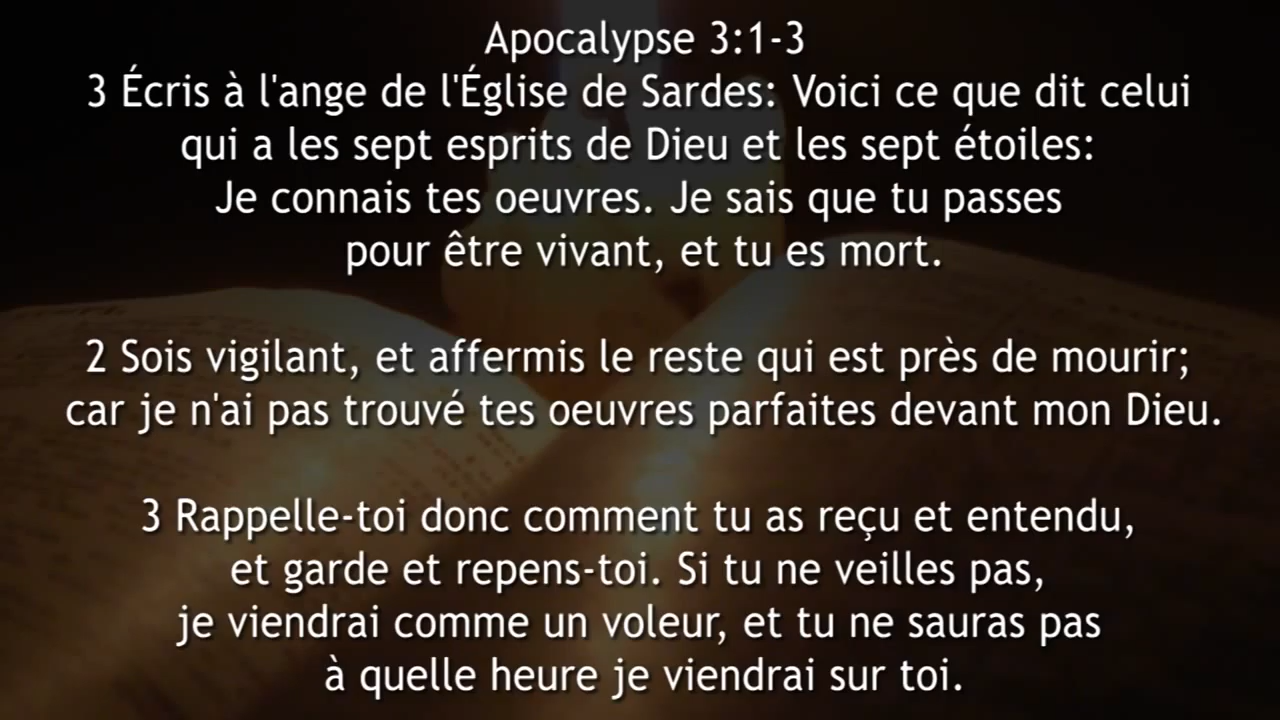 Apocalypse 3:1-3
3 Écris à l'ange de l'Église de Sardes: Voici ce que dit celui
qui a les sept esprits de Dieu et les sept étoiles:
Je connais tes oeuvres. Je sais que tu passes
pour être vivant, et tu es mort.
2 Sois vigilant, et affermis le reste qui est près de mourir;
car je n'ai pas trouvé tes oeuvres parfaites devant mon Dieu.
3 Rappelle-toi donc comment tu as reçu et entendu,
et garde et repens-toi. Si tu ne veilles pas,
je viendrai comme un voleur, et tu ne sauras pas
à quelle heure je viendrai sur toi.